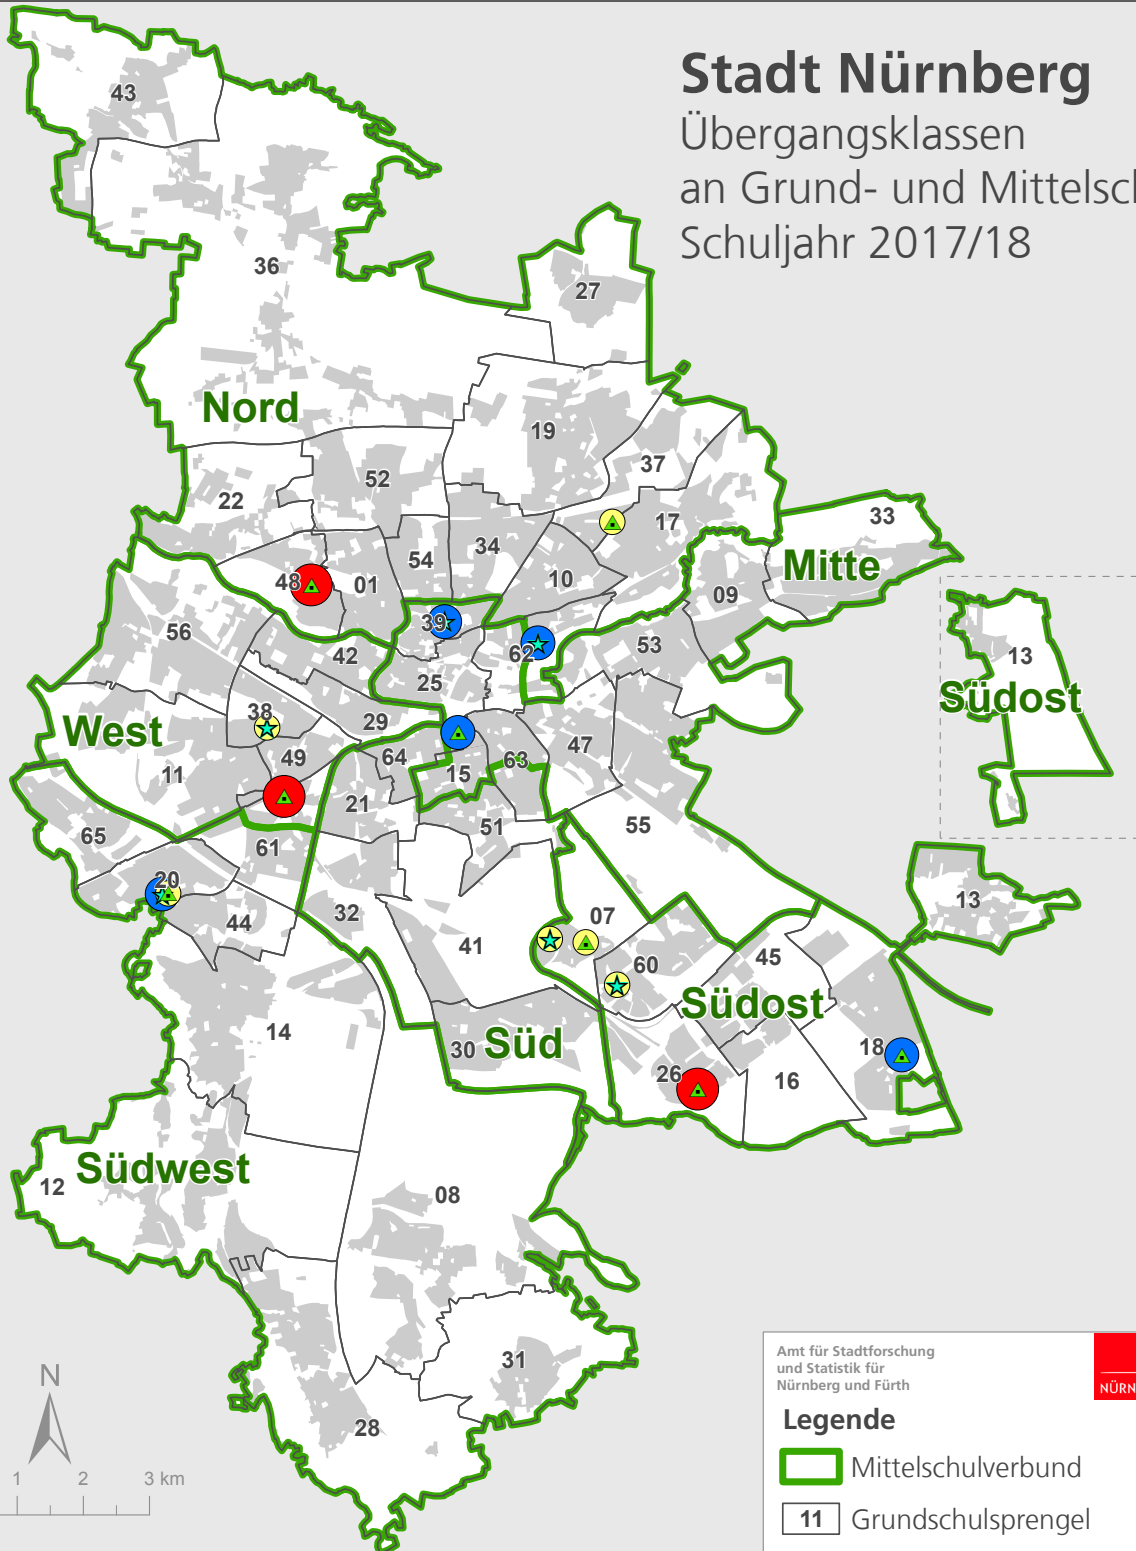 Stadt Nürnberg
Übergangsklassen
an Grund- und Mittelsch
Schuljahr 2017/18
43
36
27
Nord
19
37
52
22
17
33
34
54
Mitte
10
48
01
09
39
56
42
62
53
25
13
Südost
38
29
West
49
64
63
47
11
15
21
51
55
65
61
20
13
32
07
44
41
60
45
Südost
14
30
Süd
18
26
16
Südwest
12
08
31
28
N
1
2
3 km
Amt für Stadtforschung
und Statistik für
Nürnberg und Fürth
NÜRN
Legende
Mittelschulverbund
11 Grundschulsprengel